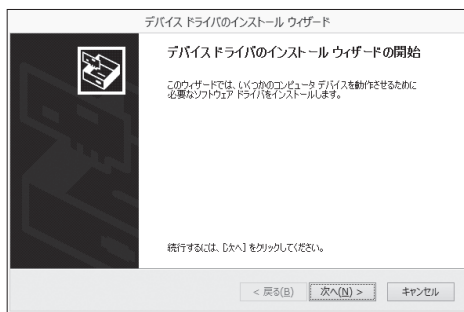 デバイス ドライバのインストール ウィザード
デバイス ドライバのインストール ウィザードの開始
このウィザードでは、いくつかのコンピュータ デバイスを動作させるために
必要なソフトウェア ドライバをインストールします。
続行するには、[次へ] をクリックしてください。
< 戻る(B) 次へ(N) > キャンセル